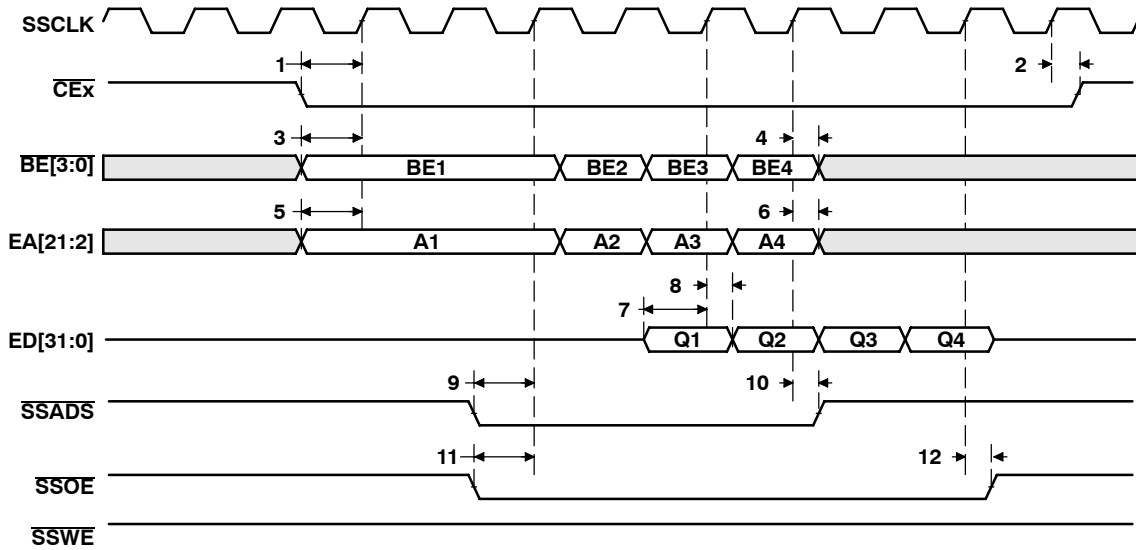 SSCLK
1
2
CEx
3
4
BE[3:0]
BE1
BE2
BE3
BE4
5
6
EA[21:2]
A1
A2
A3
A4
8
7
ED[31:0]
Q1
Q2
Q3
Q4
9
10
SSADS
11
12
SSOE
SSWE